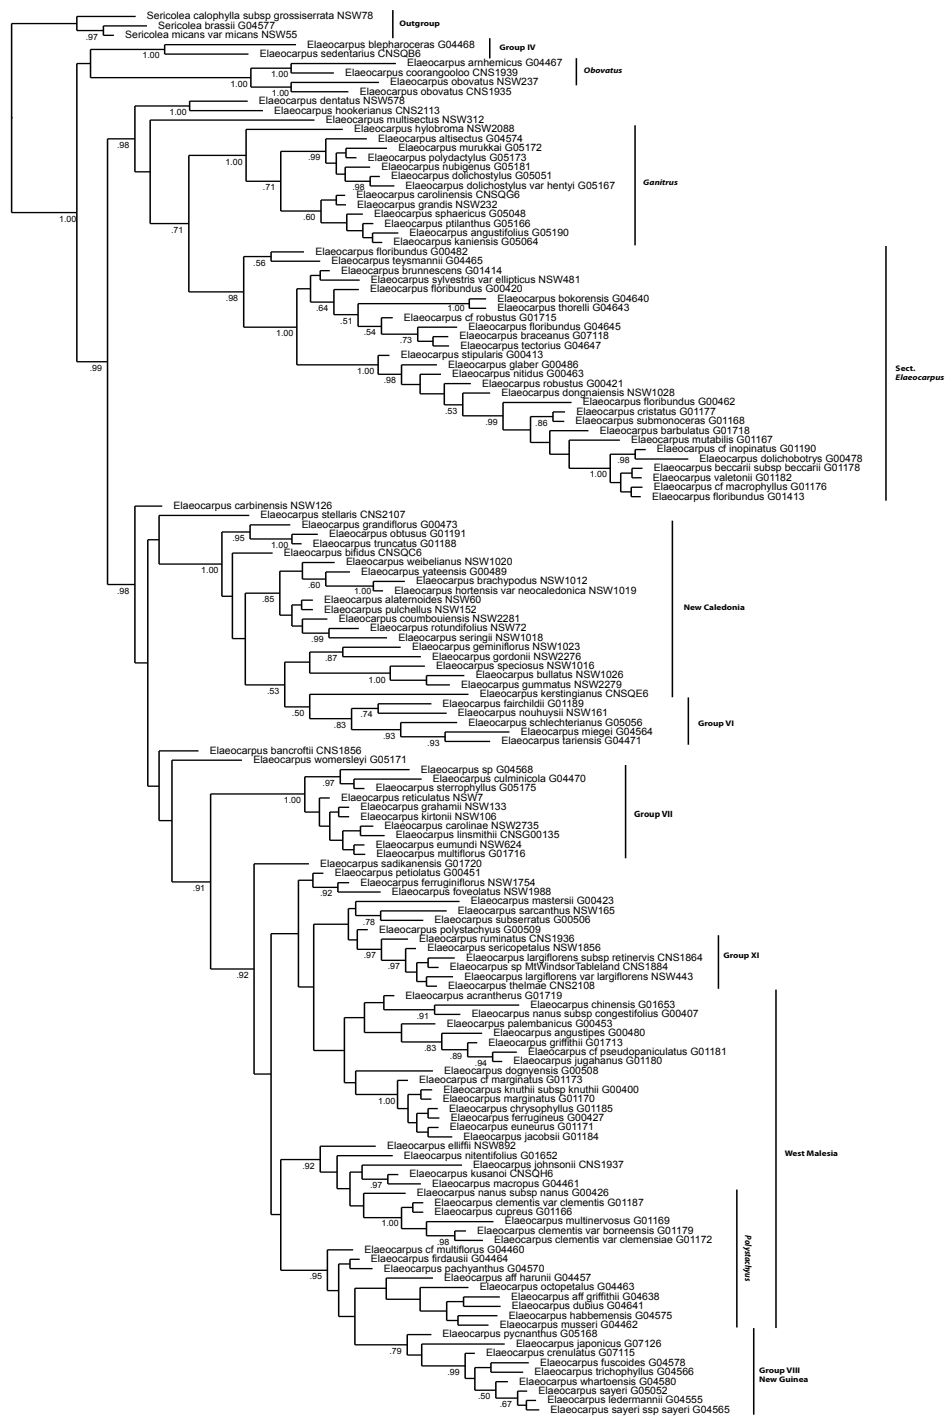 Sericolea calophylla subsp grossiserrata NSW78
Sericolea brassii G04577
.97
Sericolea micans var micans NSW55
Outgroup
Elaeocarpus blepharoceras G04468
1.00
Elaeocarpus sedentarius CNSQB6
Group IV
Elaeocarpus arnhemicus G04467
1.00
Elaeocarpus coorangooloo CNS1939
1.00
Elaeocarpus obovatus NSW237
1.00
Elaeocarpus obovatus CNS1935
Obovatus
Elaeocarpus dentatus NSW578
1.00
Elaeocarpus hookerianus CNS2113
Elaeocarpus multisectus NSW312
.98
Elaeocarpus hylobroma NSW2088
1.00
Elaeocarpus altisectus G04574
Elaeocarpus murukkai G05172
.99
Elaeocarpus polydactylus G05173
Elaeocarpus nubigenus G05181
Elaeocarpus dolichostylus G05051
.98
Elaeocarpus dolichostylus var hentyi G05167
.71
Elaeocarpus carolinensis CNSQG6
Elaeocarpus grandis NSW232
Elaeocarpus sphaericus G05048
.60
Elaeocarpus ptilanthus G05166
Elaeocarpus angustifolius G05190
Elaeocarpus kaniensis G05064
Ganitrus
1.00
.71
Elaeocarpus floribundus G00482
.56
Elaeocarpus teysmannii G04465
Elaeocarpus brunnescens G01414
Elaeocarpus sylvestris var ellipticus NSW481
.98
Elaeocarpus floribundus G00420
Elaeocarpus bokorensis G04640
.64
1.00
Elaeocarpus thorelli G04643
.51
Elaeocarpus cf robustus G01715
Elaeocarpus floribundus G04645
.54
1.00
Elaeocarpus braceanus G07118
.73
Elaeocarpus tectorius G04647
Elaeocarpus stipularis G00413
.99
Elaeocarpus glaber G00486
1.00
Elaeocarpus nitidus G00463
.98
Elaeocarpus robustus G00421
Elaeocarpus dongnaiensis NSW1028
Elaeocarpus floribundus G00462
.53
Elaeocarpus cristatus G01177
.99
.86
Elaeocarpus submonoceras G01168
Elaeocarpus barbulatus G01718
Elaeocarpus mutabilis G01167
Elaeocarpus cf inopinatus G01190
.98
Elaeocarpus dolichobotrys G00478
Elaeocarpus beccarii subsp beccarii G01178
1.00
Elaeocarpus valetonii G01182
Elaeocarpus cf macrophyllus G01176
Elaeocarpus floribundus G01413
Sect.
Elaeocarpus
Elaeocarpus carbinensis NSW126
Elaeocarpus stellaris CNS2107
Elaeocarpus grandiflorus G00473
.95
Elaeocarpus obtusus G01191
1.00
Elaeocarpus truncatus G01188
Elaeocarpus bifidus CNSQC6
1.00
Elaeocarpus weibelianus NSW1020
Elaeocarpus yateensis G00489
.60
Elaeocarpus brachypodus NSW1012
1.00
Elaeocarpus hortensis var neocaledonica NSW1019
.98
.85
Elaeocarpus alaternoides NSW60
Elaeocarpus pulchellus NSW152
Elaeocarpus coumbouiensis NSW2281
Elaeocarpus rotundifolius NSW72
.99
Elaeocarpus seringii NSW1018
Elaeocarpus geminiflorus NSW1023
.87
Elaeocarpus gordonii NSW2276
Elaeocarpus speciosus NSW1016
1.00
Elaeocarpus bullatus NSW1026
Elaeocarpus gummatus NSW2279
.53
Elaeocarpus kerstingianus CNSQE6
New Caledonia
Elaeocarpus fairchildii G01189
.50
.74
Elaeocarpus nouhuysii NSW161
.83
Elaeocarpus schlechterianus G05056
.93
Elaeocarpus miegei G04564
.93
Elaeocarpus tariensis G04471
Group VI
Elaeocarpus bancroftii CNS1856
Elaeocarpus womersleyi G05171
Elaeocarpus sp G04568
.97
Elaeocarpus culminicola G04470
Elaeocarpus sterrophyllus G05175
1.00
Elaeocarpus reticulatus NSW7
Elaeocarpus grahamii NSW133
Elaeocarpus kirtonii NSW106
Elaeocarpus carolinae NSW2735
Elaeocarpus linsmithii CNSG00135
Elaeocarpus eumundi NSW624
Elaeocarpus multiflorus G01716
Group VII
Elaeocarpus sadikanensis G01720
Elaeocarpus petiolatus G00451
.91
Elaeocarpus ferruginiflorus NSW1754
.92
Elaeocarpus foveolatus NSW1988
Elaeocarpus mastersii G00423
Elaeocarpus sarcanthus NSW165
.78
Elaeocarpus subserratus G00506
Elaeocarpus polystachyus G00509
Elaeocarpus ruminatus CNS1936
.97
Elaeocarpus sericopetalus NSW1856
.97
Elaeocarpus largiflorens subsp retinervis CNS1864
Elaeocarpus sp MtWindsorTableland CNS1884
.92
Elaeocarpus largiflorens var largiflorens NSW443
Elaeocarpus thelmae CNS2108
Group XI
Elaeocarpus acrantherus G01719
Elaeocarpus chinensis G01653
.91
Elaeocarpus nanus subsp congestifolius G00407
Elaeocarpus palembanicus G00453
Elaeocarpus angustipes G00480
.83
Elaeocarpus griffithii G01713
.89
Elaeocarpus cf pseudopaniculatus G01181
.94
Elaeocarpus jugahanus G01180
Elaeocarpus dognyensis G00508
Elaeocarpus cf marginatus G01173
Elaeocarpus knuthii subsp knuthii G00400
1.00
Elaeocarpus marginatus G01170
Elaeocarpus chrysophyllus G01185
Elaeocarpus ferrugineus G00427
Elaeocarpus euneurus G01171
Elaeocarpus jacobsii G01184
Elaeocarpus elliffii NSW892
West Malesia
Elaeocarpus nitentifolius G01652
.92
Elaeocarpus johnsonii CNS1937
Elaeocarpus kusanoi CNSQH6
.97
Elaeocarpus macropus G04461
Elaeocarpus nanus subsp nanus G00426
Elaeocarpus clementis var clementis G01187
Elaeocarpus cupreus G01166
1.00
Elaeocarpus multinervosus G01169
Elaeocarpus clementis var borneensis G01179
.98
Elaeocarpus clementis var clemensiae G01172
Polystachyus
Elaeocarpus cf multiflorus G04460
Elaeocarpus firdausii G04464
Elaeocarpus pachyanthus G04570
.95
Elaeocarpus aff harunii G04457
Elaeocarpus octopetalus G04463
Elaeocarpus aff griffithii G04638
Elaeocarpus dubius G04641
Elaeocarpus habbemensis G04575
Elaeocarpus musseri G04462
Elaeocarpus pycnanthus G05168
Elaeocarpus japonicus G07126
.79
Elaeocarpus crenulatus G07115
Elaeocarpus fuscoides G04578
.99
Elaeocarpus trichophyllus G04566
Elaeocarpus whartoensis G04580
.50
Elaeocarpus sayeri G05052
.67
Elaeocarpus ledermannii G04555
Elaeocarpus sayeri ssp sayeri G04565
Group VIII
New Guinea